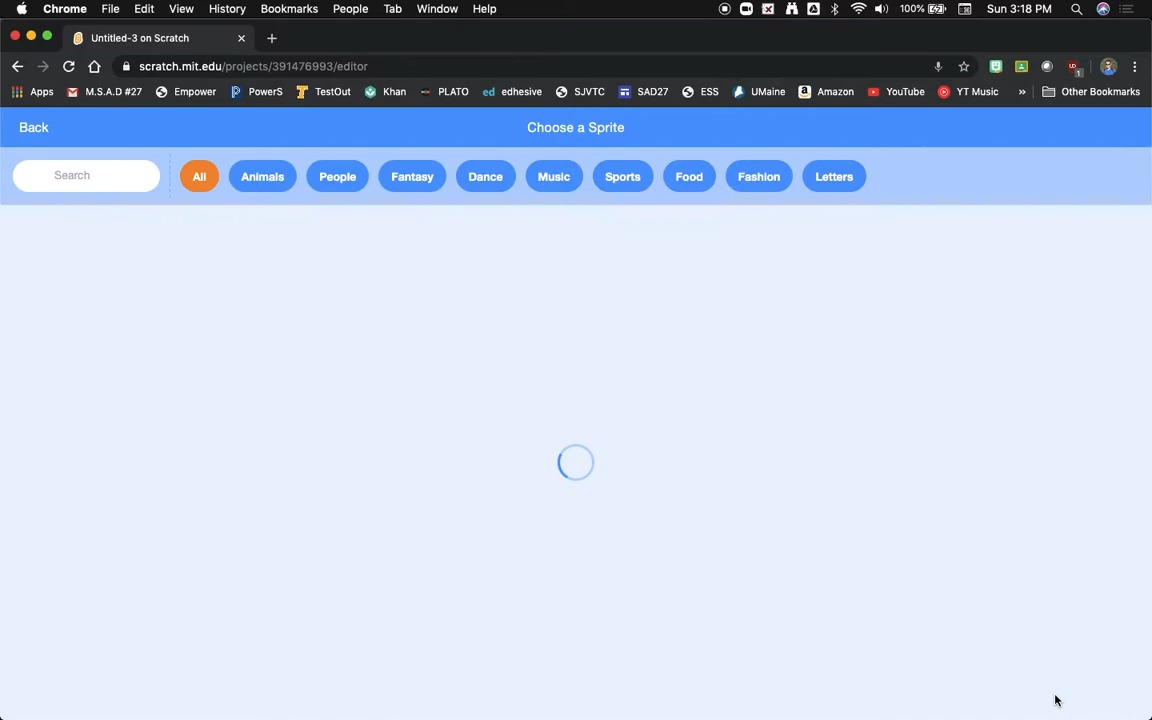 Chrome File Edit View History Bookmarks People Tab Window Help 100% Sun 3:18 PM
Untitled-3 on Scratch
scratch.mit.edu/projects/391476993/editor
Apps M.S.A.D #27 Empower PowerS TestOut Khan PLATO ed edhesive SJVTC SAD27 ESS UMaine Amazon YouTube YT Music » Other Bookmarks
Back Choose a Sprite
Search All Animals People Fantasy Dance Music Sports Food Fashion Letters